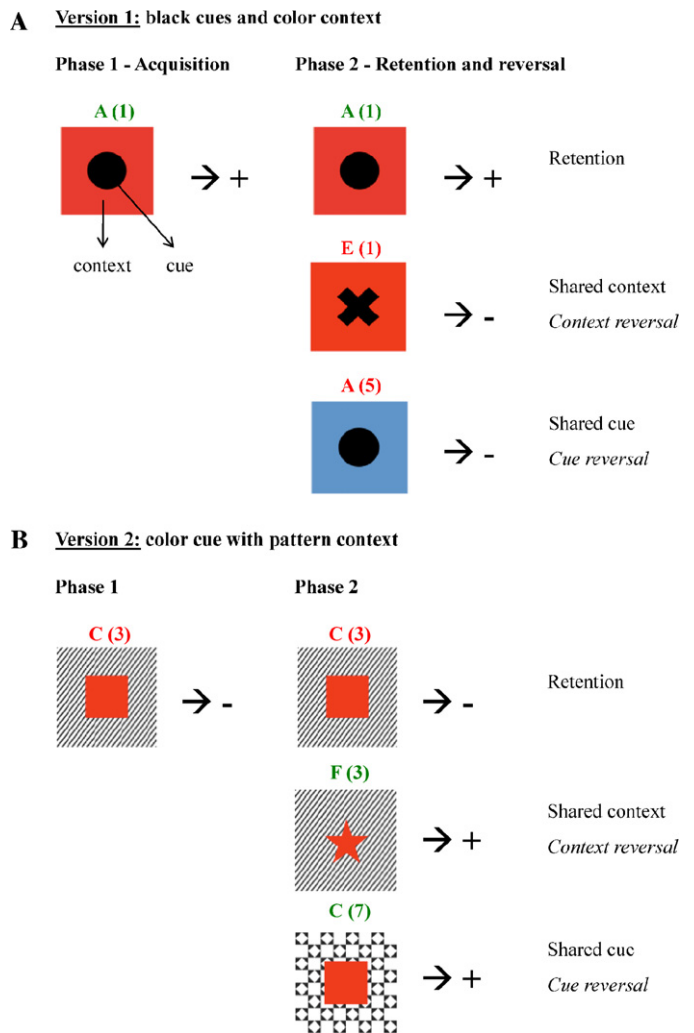 A Version 1: black cues and color context
Phase 1 - Acquisition Phase 2 - Retention and reversal
A (1) A (1)
→ + → + Retention
context cue
E (1)
→ - Shared context
Context reversal
A (5)
→ - Shared cue
Cue reversal
B Version 2: color cue with pattern context
Phase 1 Phase 2
C (3) C (3)
→ - → - Retention
F (3)
→ + Shared context
Context reversal
C (7)
→ + Shared cue
Cue reversal